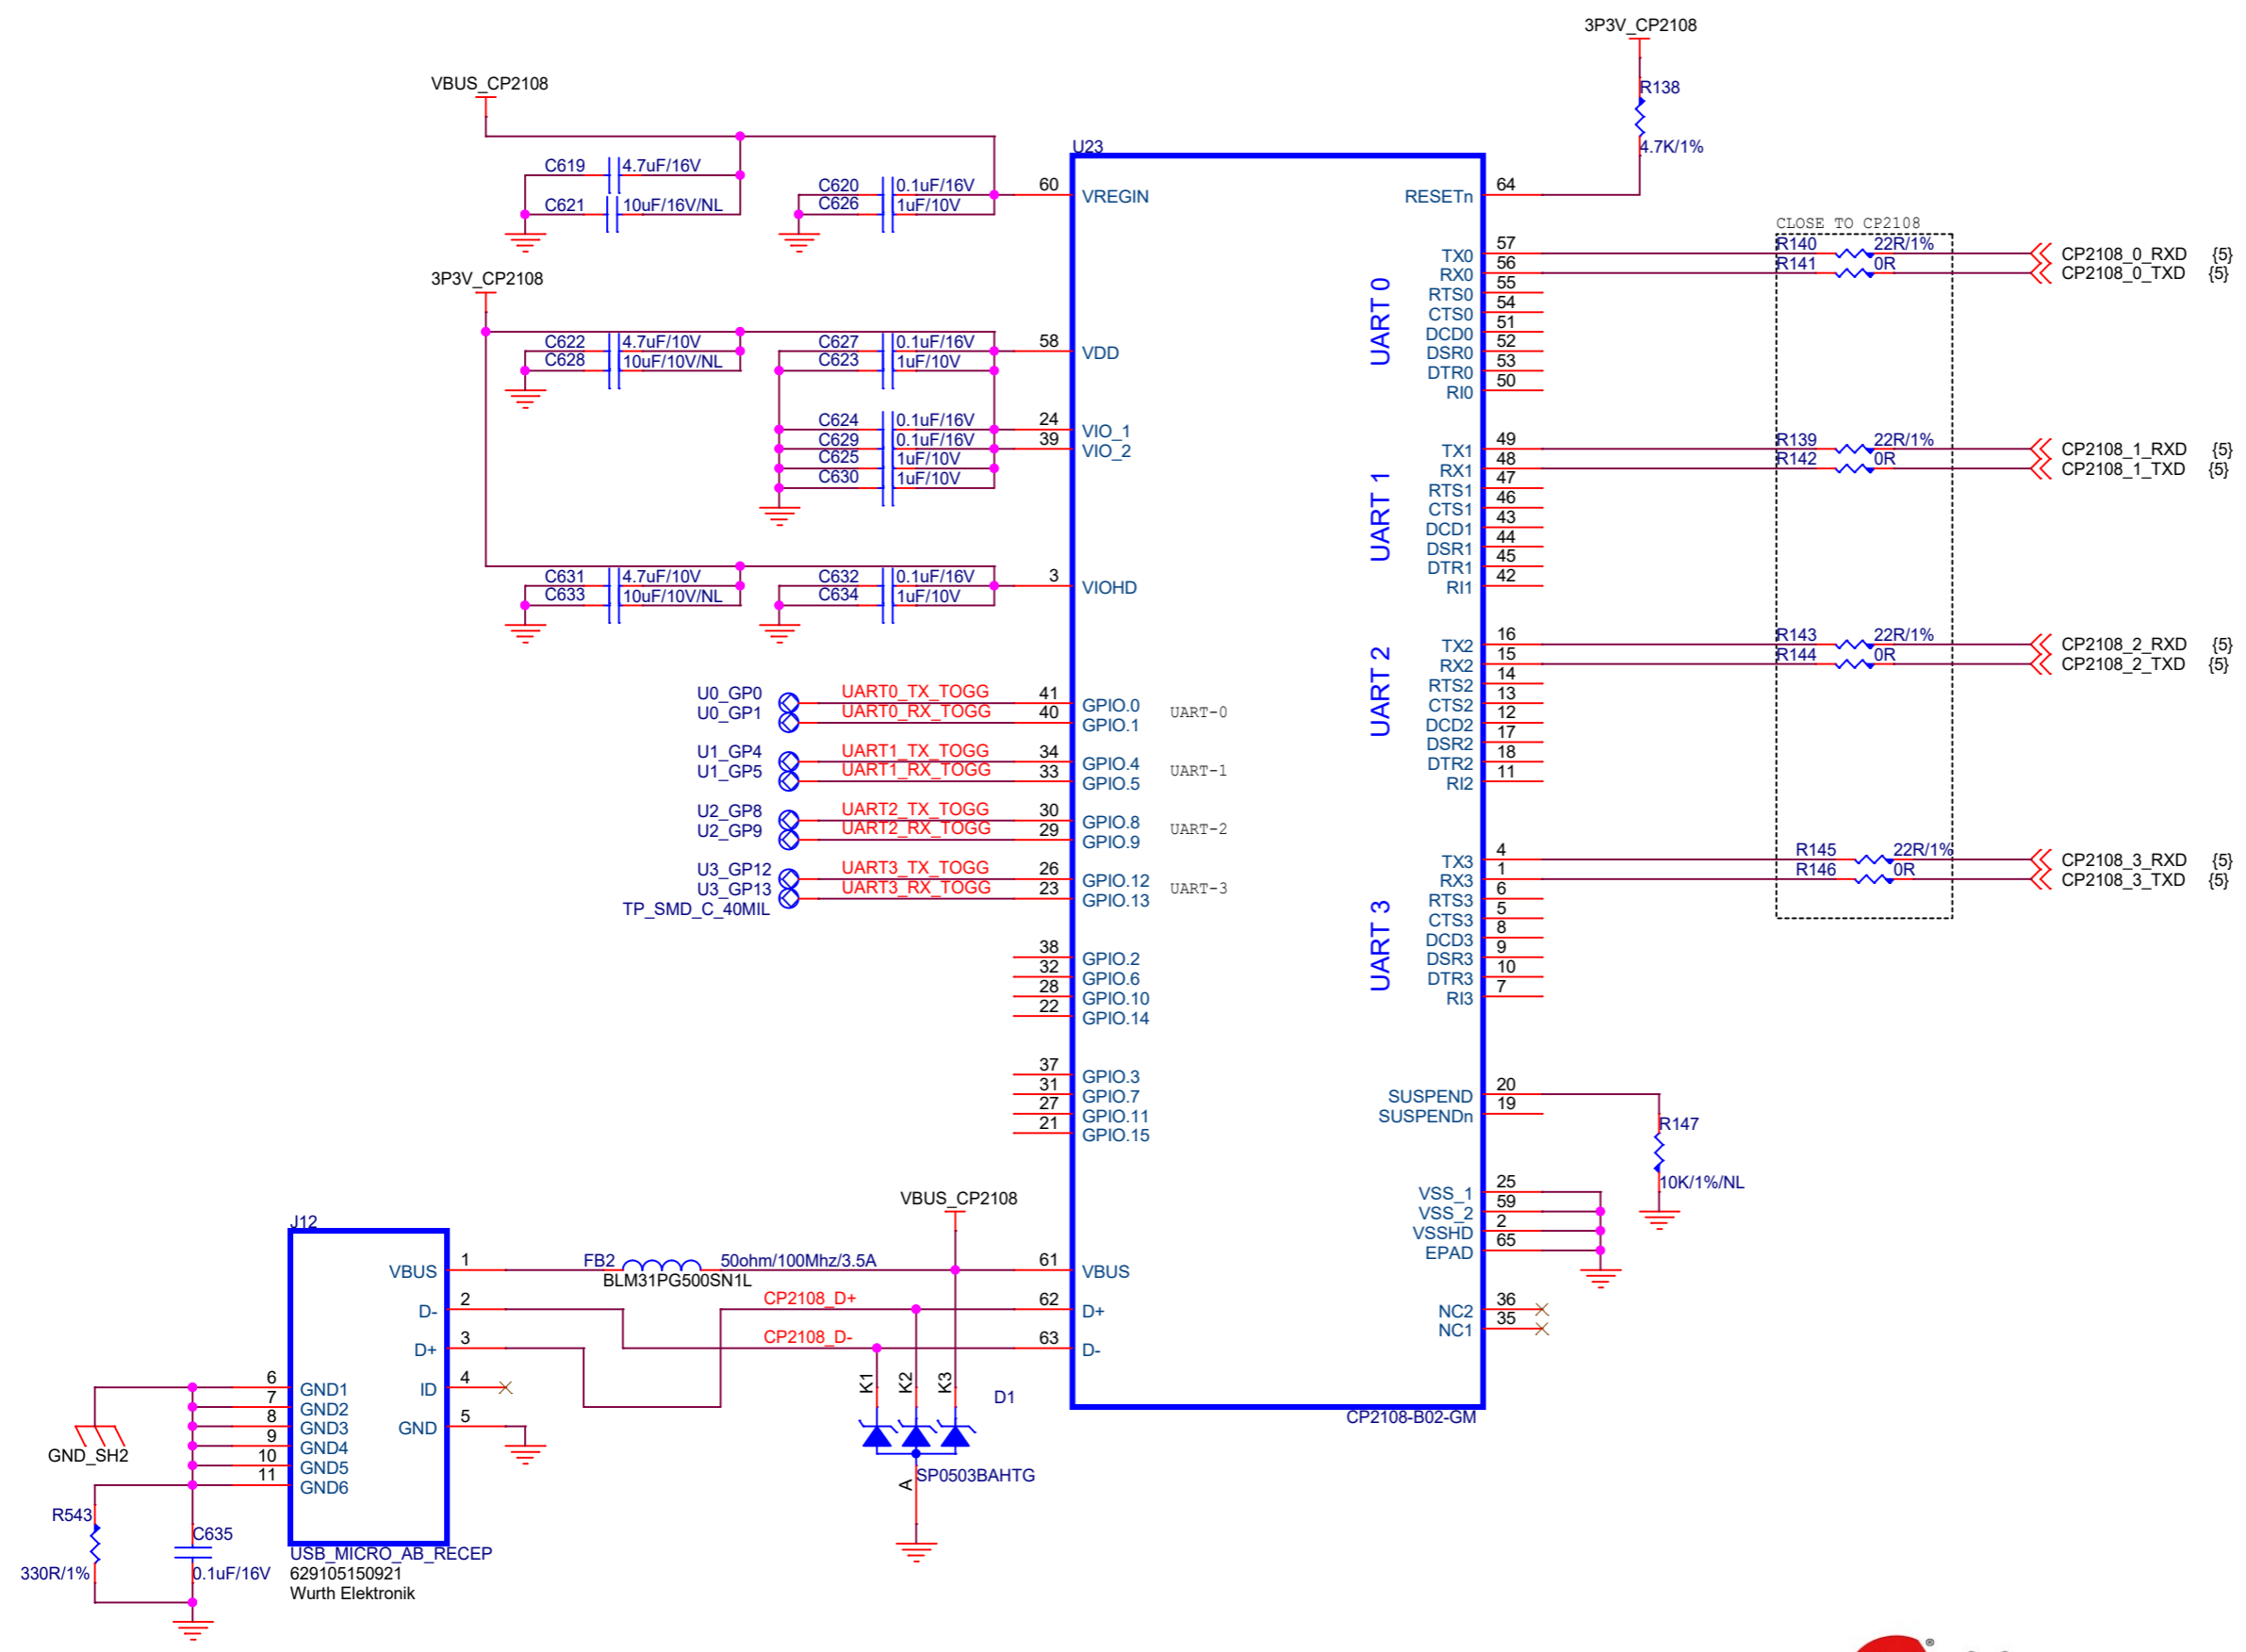 3P3V_CP2108
R138
4.7K/1%
VBUS_CP2108
C619 4.7uF/16V
C621 10uF/16V/NL
C620 0.1uF/16V
C626 1uF/10V
3P3V_CP2108
C622 4.7uF/10V
C628 10uF/10V/NL
C627 0.1uF/16V
C623 1uF/10V
C624 0.1uF/16V
C629 0.1uF/16V
C625 1uF/10V
C630 1uF/10V
C631 4.7uF/10V
C633 10uF/10V/NL
C632 0.1uF/16V
C634 1uF/10V
U0_GP0 UART0_TX_TOGG
U0_GP1 UART0_RX_TOGG
U1_GP4 UART1_TX_TOGG
U1_GP5 UART1_RX_TOGG
U2_GP8 UART2_TX_TOGG
U2_GP9 UART2_RX_TOGG
U3_GP12 UART3_TX_TOGG
U3_GP13 UART3_RX_TOGG
TP_SMD_C_40MIL
U23
60 VREGIN
58 VDD
24 VIO_1
39 VIO_2
3 VIOHD
41 GPIO.0 UART-0
40 GPIO.1
34 GPIO.4 UART-1
33 GPIO.5
30 GPIO.8 UART-2
29 GPIO.9
26 GPIO.12 UART-3
23 GPIO.13
38 GPIO.2
32 GPIO.6
28 GPIO.10
22 GPIO.14
37 GPIO.3
31 GPIO.7
27 GPIO.11
21 GPIO.15
61 VBUS
62 D+
63 D-
RESETn 64
UART 0
TX0 57
RX0 56
RTS0 55
CTS0 54
DCD0 51
DSR0 52
DTR0 53
RI0 50
UART 1
TX1 49
RX1 48
RTS1 47
CTS1 46
DCD1 43
DSR1 44
DTR1 45
RI1 42
UART 2
TX2 16
RX2 15
RTS2 14
CTS2 13
DCD2 12
DSR2 17
DTR2 18
RI2 11
UART 3
TX3 4
RX3 1
RTS3 6
CTS3 5
DCD3 8
DSR3 9
DTR3 10
RI3 7
SUSPEND 20
SUSPENDn 19
VSS_1 25
VSS_2 59
VSSHD 2
EPAD 65
NC2 36
NC1 35
CP2108-B02-GM
CLOSE TO CP2108
R140 22R/1% CP2108_0_RXD {5}
R141 0R CP2108_0_TXD {5}
R139 22R/1% CP2108_1_RXD {5}
R142 0R CP2108_1_TXD {5}
R143 22R/1% CP2108_2_RXD {5}
R144 0R CP2108_2_TXD {5}
R145 22R/1% CP2108_3_RXD {5}
R146 0R CP2108_3_TXD {5}
R147
10K/1%/NL
VBUS_CP2108
J12
VBUS 1
D- 2
D+ 3
ID 4
GND 5
6 GND1
7 GND2
8 GND3
9 GND4
10 GND5
11 GND6
USB_MICRO_AB_RECEP
629105150921
Wurth Elektronik
FB2 50ohm/100Mhz/3.5A
BLM31PG500SN1L
CP2108_D+
CP2108_D-
K1 K2 K3
D1
SP0503BAHTG
A
GND_SH2
R543
330R/1%
C635
0.1uF/16V
®